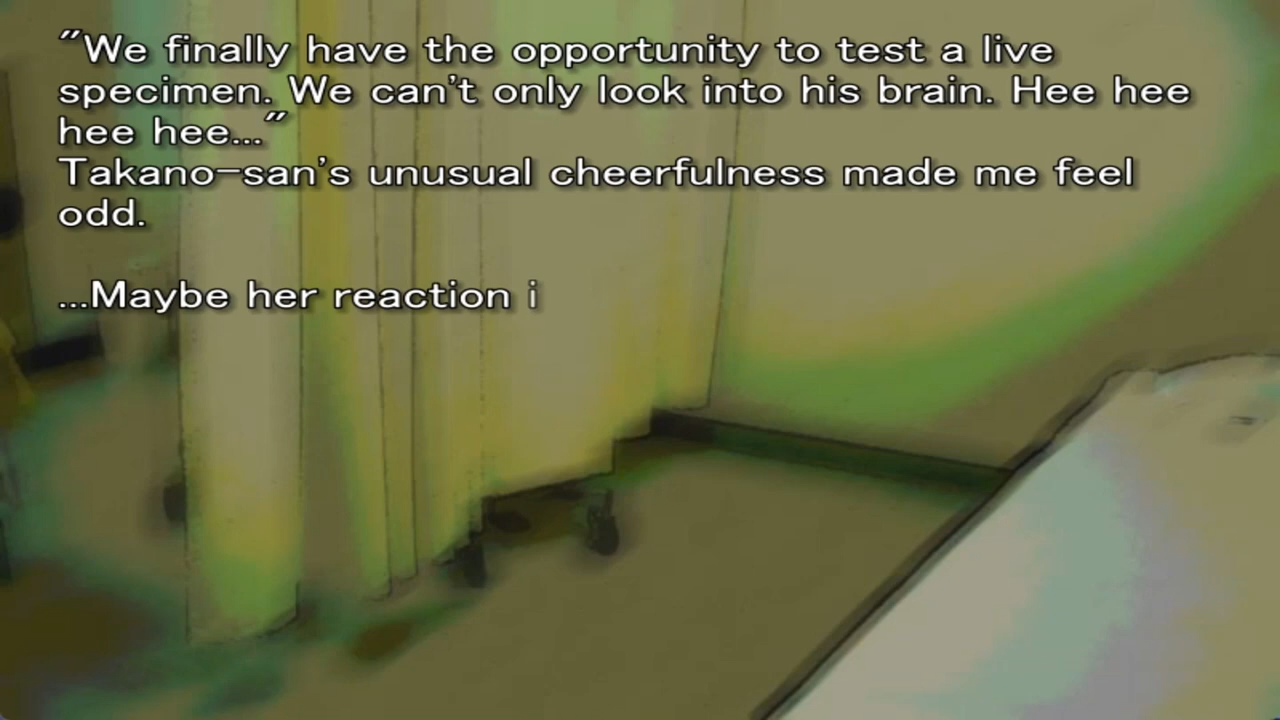 "We finally have the opportunity to test a live
specimen. We can't only look into his brain. Hee hee
hee hee..."
Takano-san's unusual cheerfulness made me feel
odd.
...Maybe her reaction i